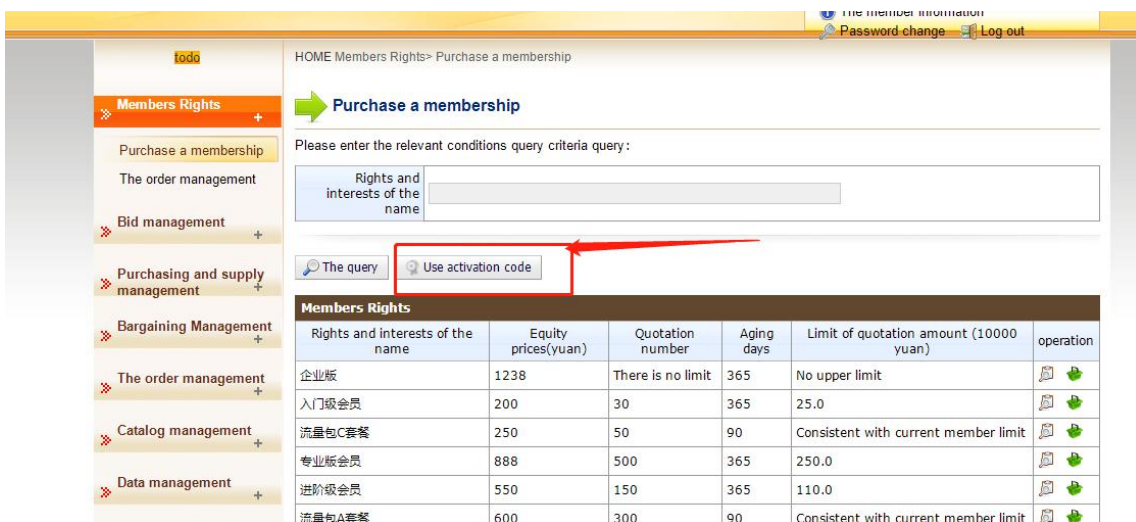 The member information
Password change Log out
todo
HOME Members Rights> Purchase a membership
Members Rights
+
Purchase a membership
Purchase a membership
The order management
Please enter the relevant conditions query criteria query:
Rights and
interests of the
name
Bid management
+
The query Use activation code
Purchasing and supply
management +
Members Rights
Bargaining Management
+
Rights and interests of the
name
Equity
prices(yuan)
Quotation
number
Aging
days
Limit of quotation amount (10000
yuan)
operation
The order management
+
企业版 1238 There is no limit 365 No upper limit
入门级会员 200 30 365 25.0
Catalog management
+
流量包C套餐 250 50 90 Consistent with current member limit
专业版会员 888 500 365 250.0
Data management
+
进阶级会员 550 150 365 110.0
流量包A套餐 600 300 90 Consistent with current member limit